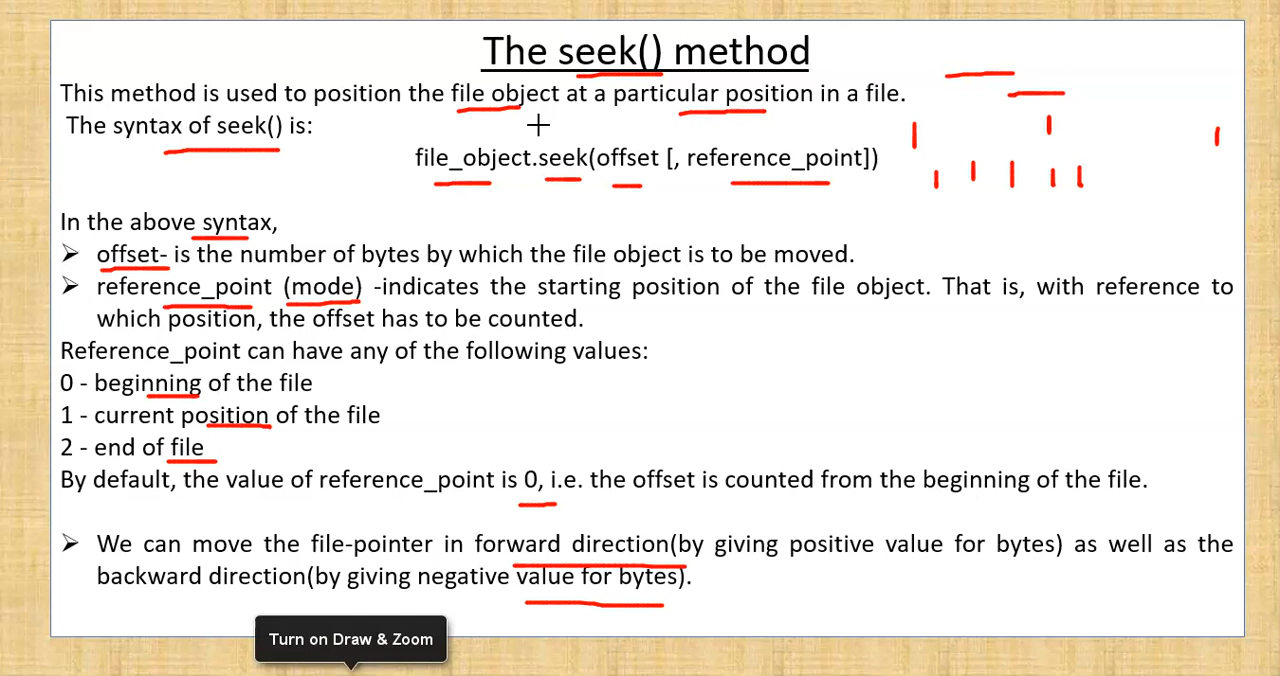 The seek() method
This method is used to position the file object at a particular position in a file.
The syntax of seek() is:
file_object.seek(offset [, reference_point])
In the above syntax,
➢ offset- is the number of bytes by which the file object is to be moved.
➢ reference_point (mode) -indicates the starting position of the file object. That is, with reference to
which position, the offset has to be counted.
Reference_point can have any of the following values:
0 - beginning of the file
1 - current position of the file
2 - end of file
By default, the value of reference_point is 0, i.e. the offset is counted from the beginning of the file.
➢ We can move the file-pointer in forward direction(by giving positive value for bytes) as well as the
backward direction(by giving negative value for bytes).
Turn on Draw & Zoom